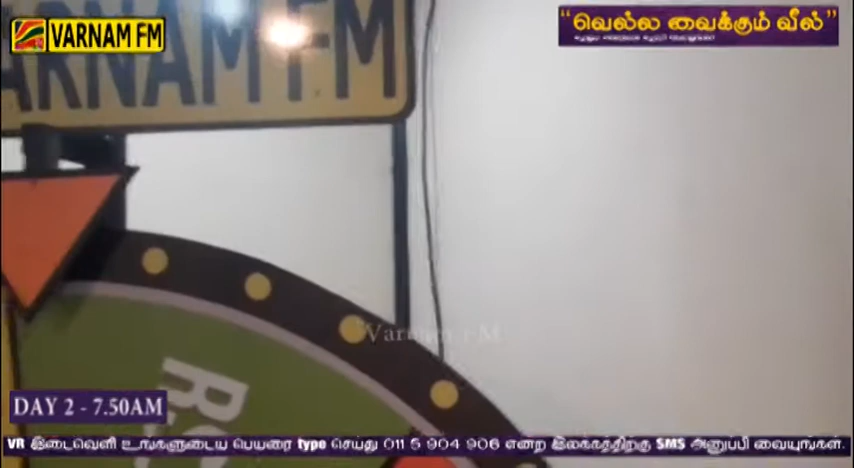 VARNAM FM
"வெல்ல வைக்கும் வீல்"
ARNAM FM
Varnam FM
RS
DAY 2 - 7.50AM
VR இடைவெளி உங்களுடைய பெயரை type செய்து 011 5 904 906 என்ற இலக்கத்திற்கு SMS அனுப்பி வையுங்கள்.